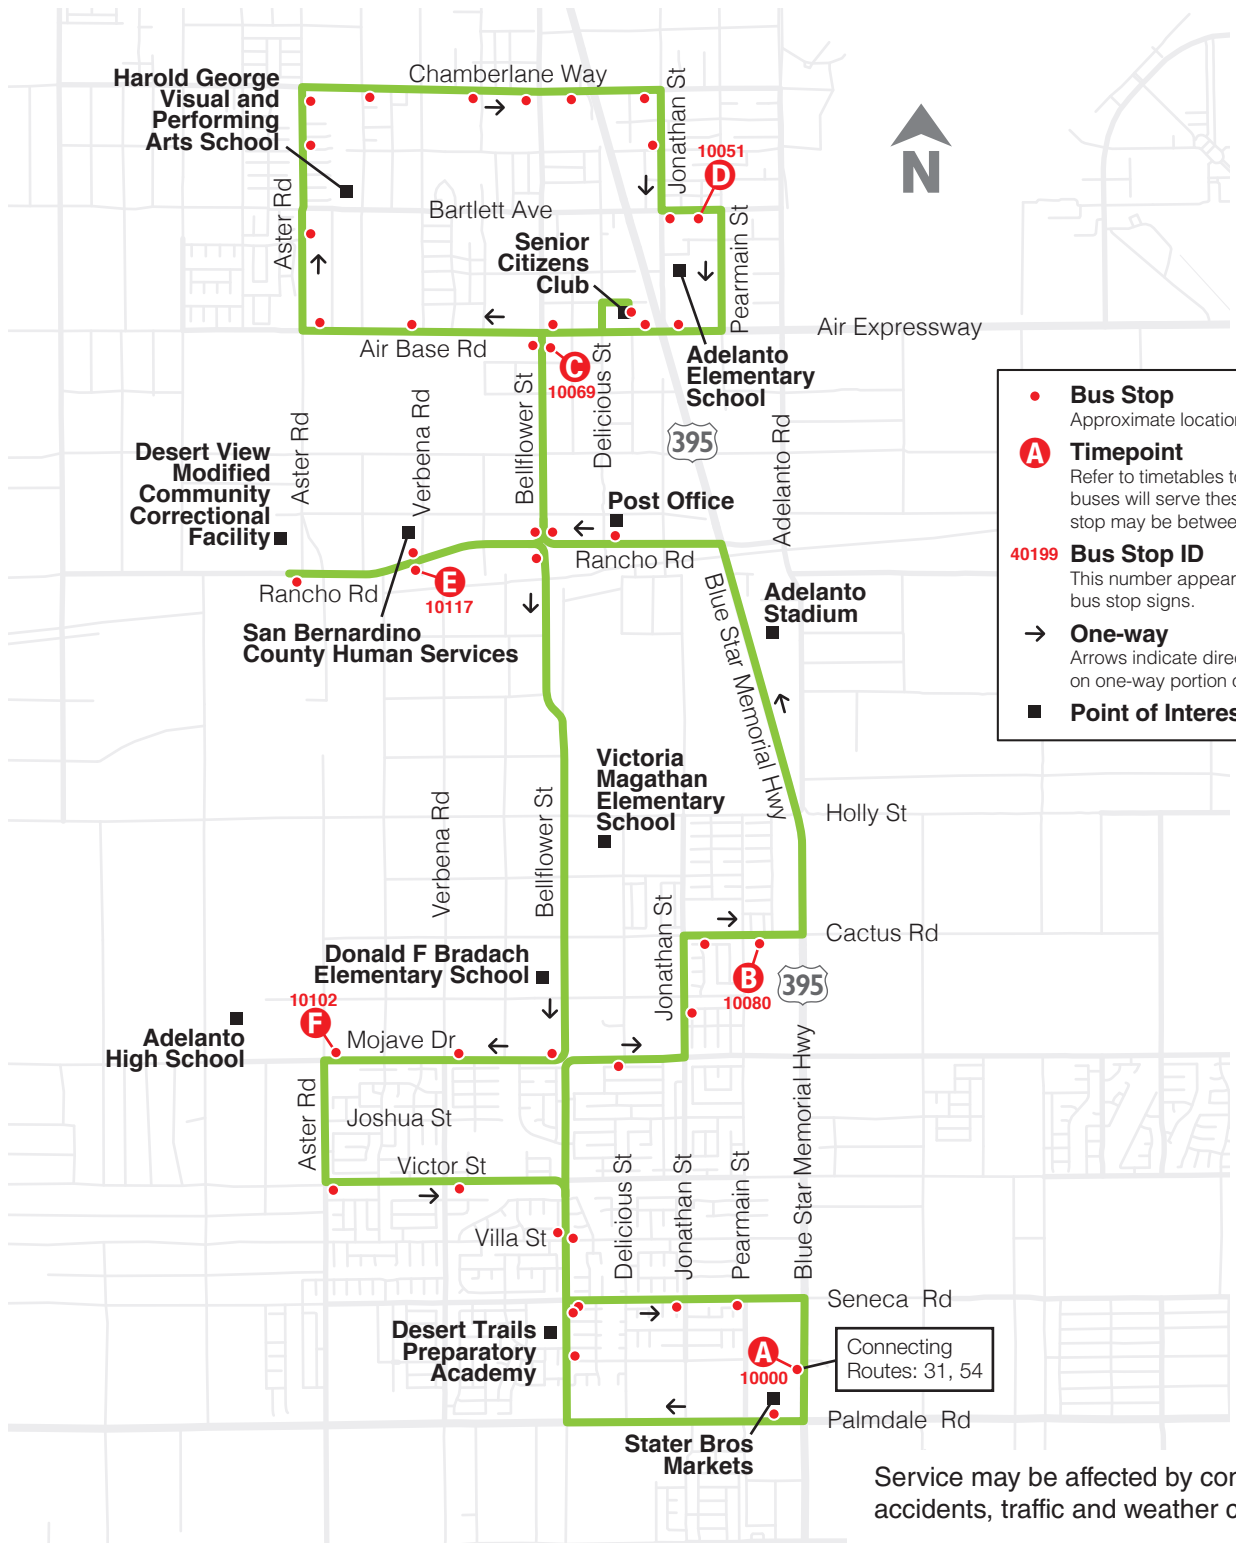 Harold George
Visual and
Performing
Arts School
Chamberlane Way
Jonathan St
10051
D
N
Aster Rd
Bartlett Ave
Pearmain St
Senior
Citizens
Club
Air Expressway
Air Base Rd
C
10069
Delicious St
Adelanto
Elementary
School
Bellflower St
Verbena Rd
Aster Rd
395
Adelanto Rd
Desert View
Modified
Community
Correctional
Facility
Post Office
Rancho Rd
E
10117
Rancho Rd
San Bernardino
County Human Services
Blue Star Memorial Hwy
Adelanto
Stadium
Bus Stop
Approximate location
A
Timepoint
Refer to timetables to
buses will serve these
stop may be betwee
40199
Bus Stop ID
This number appear
bus stop signs.
One-way
Arrows indicate direc
on one-way portion o
Point of Interes
Victoria
Magathan
Elementary
School
Holly St
Verbena Rd
Bellflower St
Jonathan St
Cactus Rd
Donald F Bradach
Elementary School
B
10080
395
10102
F
Adelanto
High School
Mojave Dr
Aster Rd
Joshua St
Victor St
Delicious St
Jonathan St
Pearmain St
Blue Star Memorial Hwy
Villa St
Seneca Rd
Desert Trails
Preparatory
Academy
A
10000
Connecting
Routes: 31, 54
Palmdale Rd
Stater Bros
Markets
Service may be affected by cor
accidents, traffic and weather c